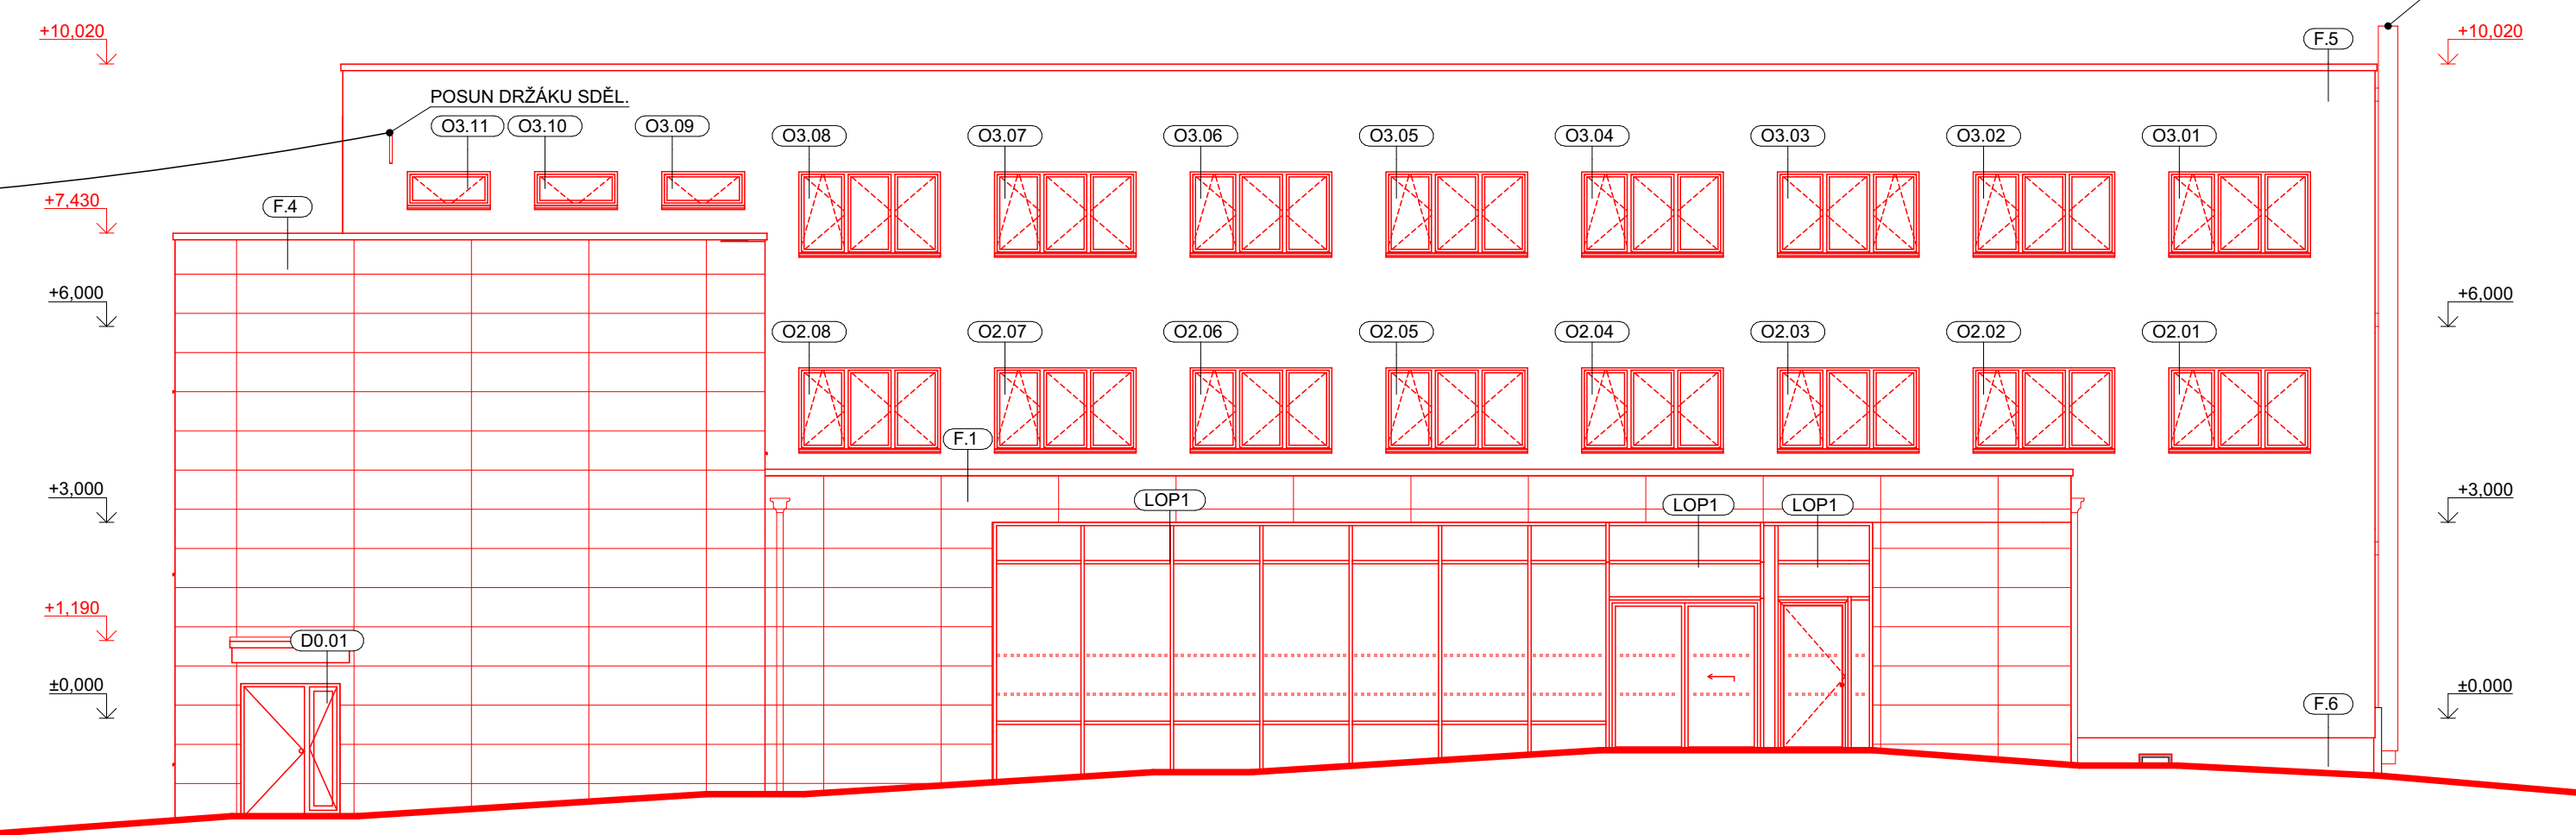 +10,020
+10,020
F.5
POSUN DRŽÁKU SDĚL.
O3.11
O3.10
O3.09
O3.08
O3.07
O3.06
O3.05
O3.04
O3.03
O3.02
O3.01
+7,430
F.4
+6,000
+6,000
O2.08
O2.07
O2.06
O2.05
O2.04
O2.03
O2.02
O2.01
F.1
+3,000
LOP1
LOP1
LOP1
+3,000
+1,190
D0.01
±0,000
±0,000
F.6